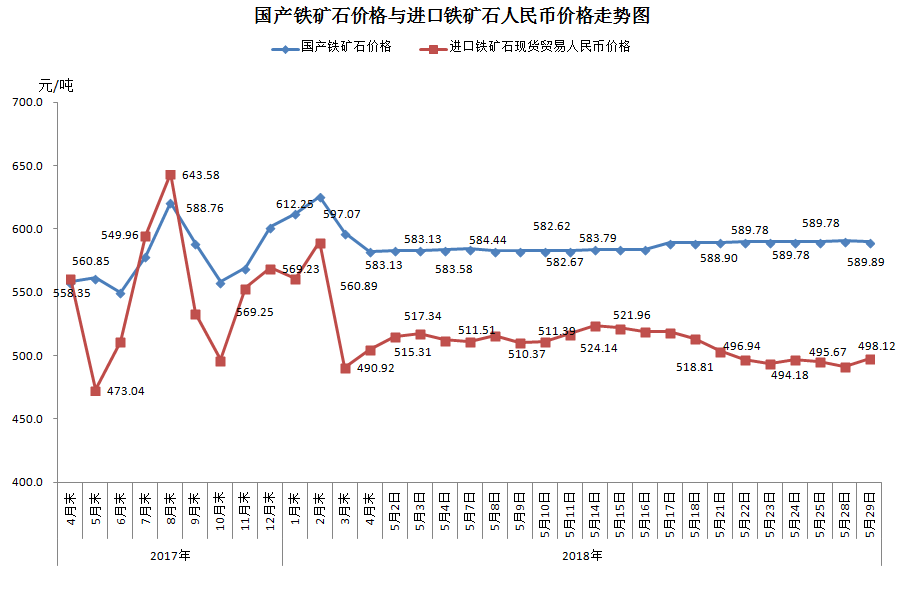 国产铁矿石价格与进口铁矿石人民币价格走势图
国产铁矿石价格 进口铁矿石现货贸易人民币价格
元/吨
700.0
650.0
600.0
550.0
500.0
450.0
400.0
643.58
588.76
549.96
560.85
558.35
473.04
569.25
612.25
597.07
569.23
560.89
490.92
583.13
583.13
583.58
584.44
582.62
582.67
583.79
588.90
589.78
589.78
589.78
589.89
517.34
515.31
511.51
510.37
511.39
524.14
521.96
518.81
496.94
494.18
495.67
498.12
4月末
5月末
6月末
7月末
8月末
9月末
10月末
11月末
12月末
1月末
2月末
3月末
4月末
5月2日
5月3日
5月4日
5月7日
5月8日
5月9日
5月10日
5月11日
5月14日
5月15日
5月16日
5月17日
5月18日
5月21日
5月22日
5月23日
5月24日
5月25日
5月28日
5月29日
2017年 2018年